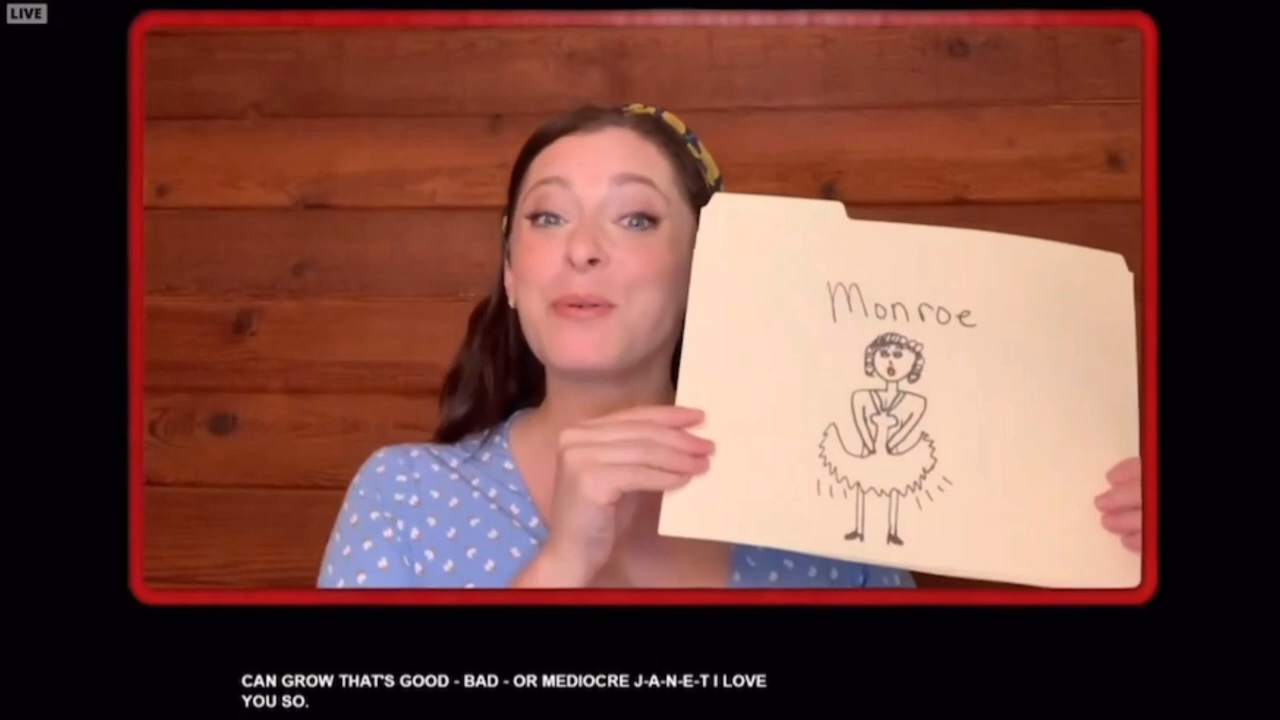 LIVE
Monroe
CAN GROW THAT'S GOOD - BAD - OR MEDIOCRE J-A-N-E-T I LOVE
YOU SO.